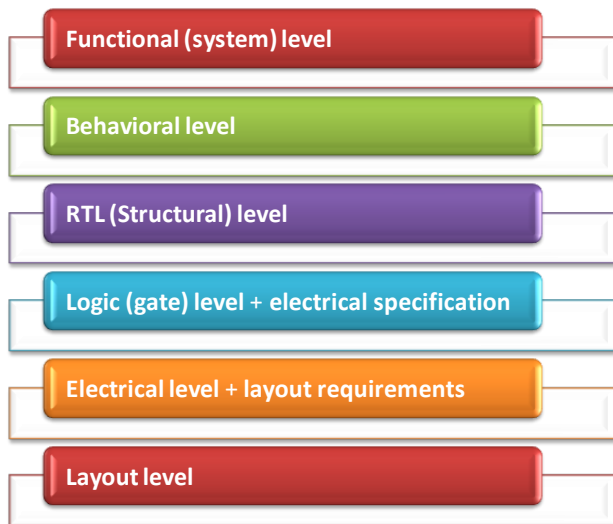 Functional (system) level
Behavioral level
RTL (Structural) level
Logic (gate) level + electrical specification
Electrical level + layout requirements
Layout level